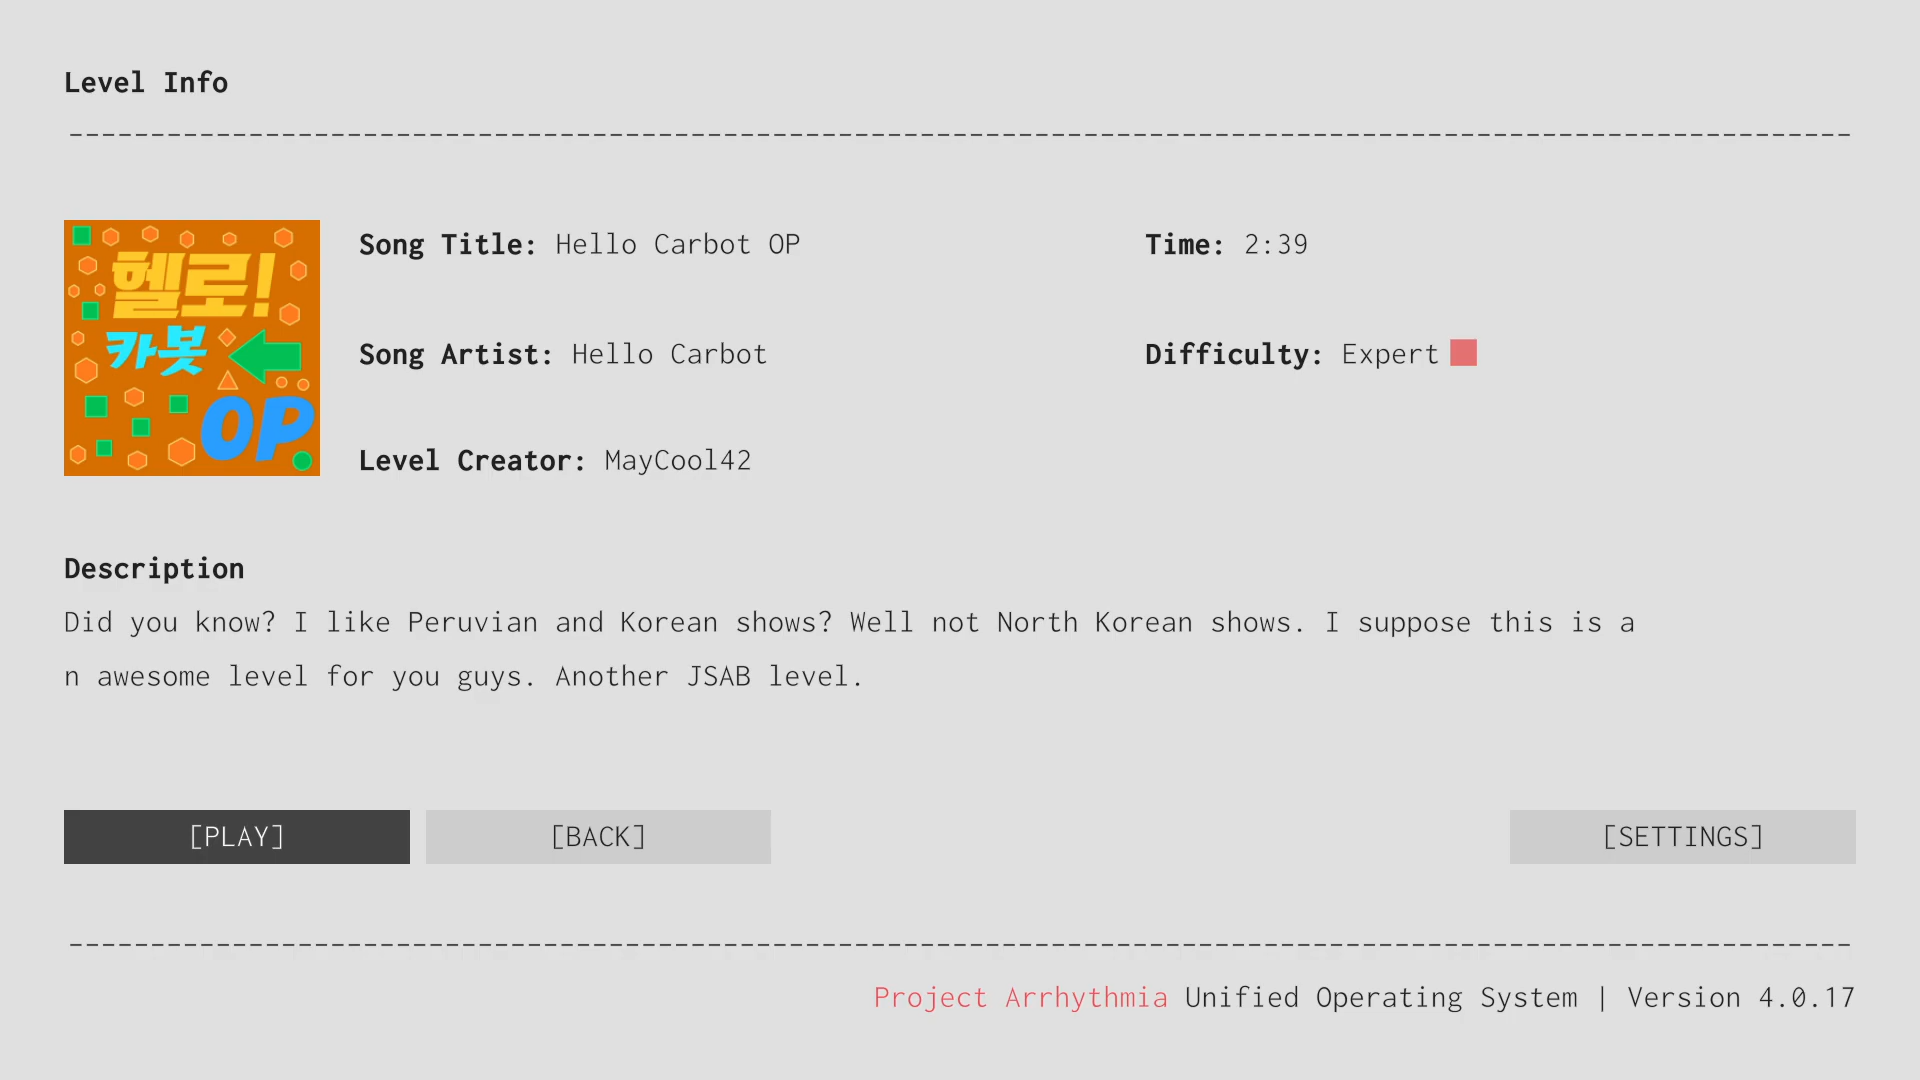 Level Info
헬로!
카봇
OP
Song Title: Hello Carbot OP
Time: 2:39
Song Artist: Hello Carbot
Difficulty: Expert
Level Creator: MayCool42
Description
Did you know? I like Peruvian and Korean shows? Well not North Korean shows. I suppose this is a
n awesome level for you guys. Another JSAB level.
[PLAY]
[BACK]
[SETTINGS]
Project Arrhythmia Unified Operating System | Version 4.0.17